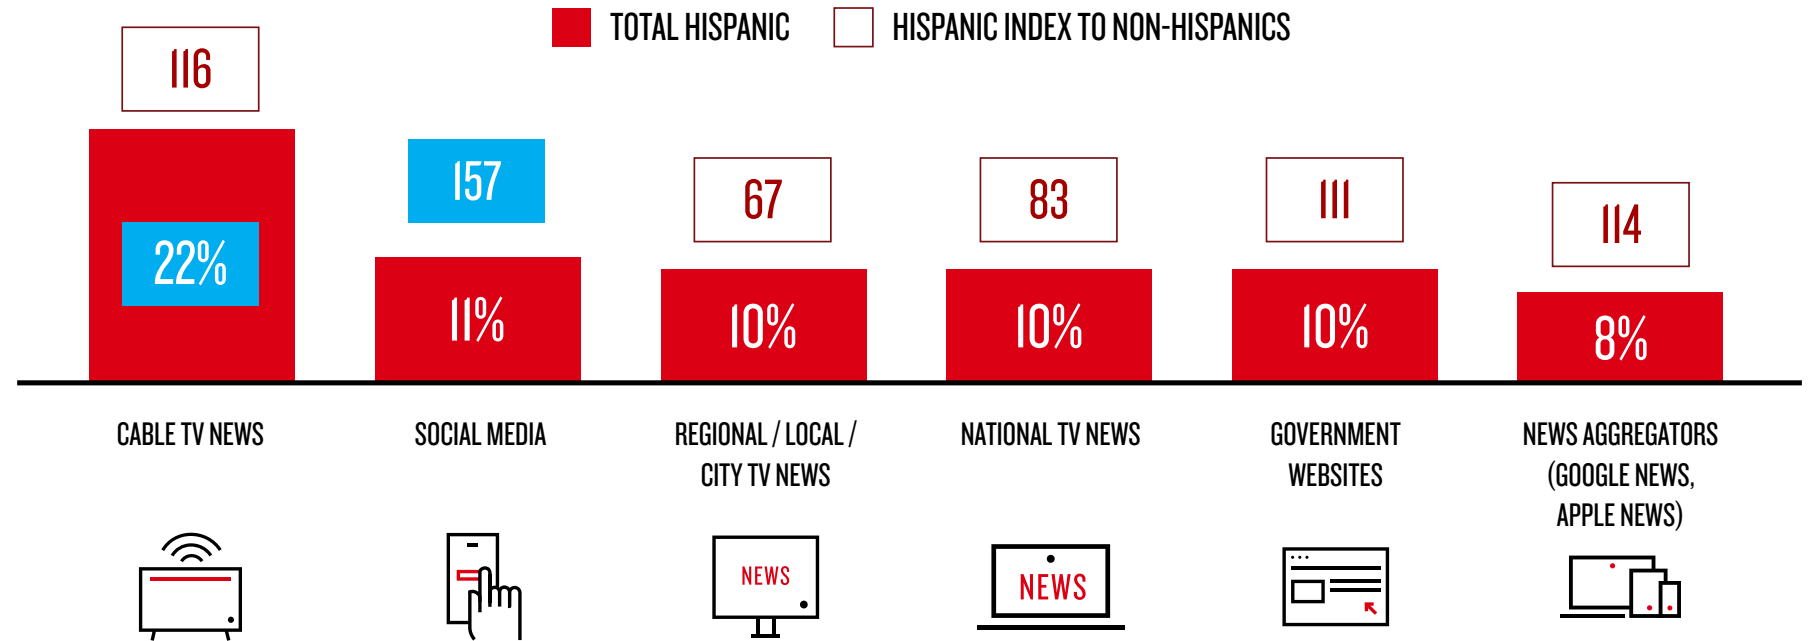 TOTAL HISPANIC
HISPANIC INDEX TO NON-HISPANICS
116
157
67
83
111
114
22%
11%
10%
10%
10%
8%
CABLE TV NEWS
SOCIAL MEDIA
REGIONAL / LOCAL /
CITY TV NEWS
NATIONAL TV NEWS
GOVERNMENT
WEBSITES
NEWS AGGREGATORS
(GOOGLE NEWS,
APPLE NEWS)
NEWS
NEWS